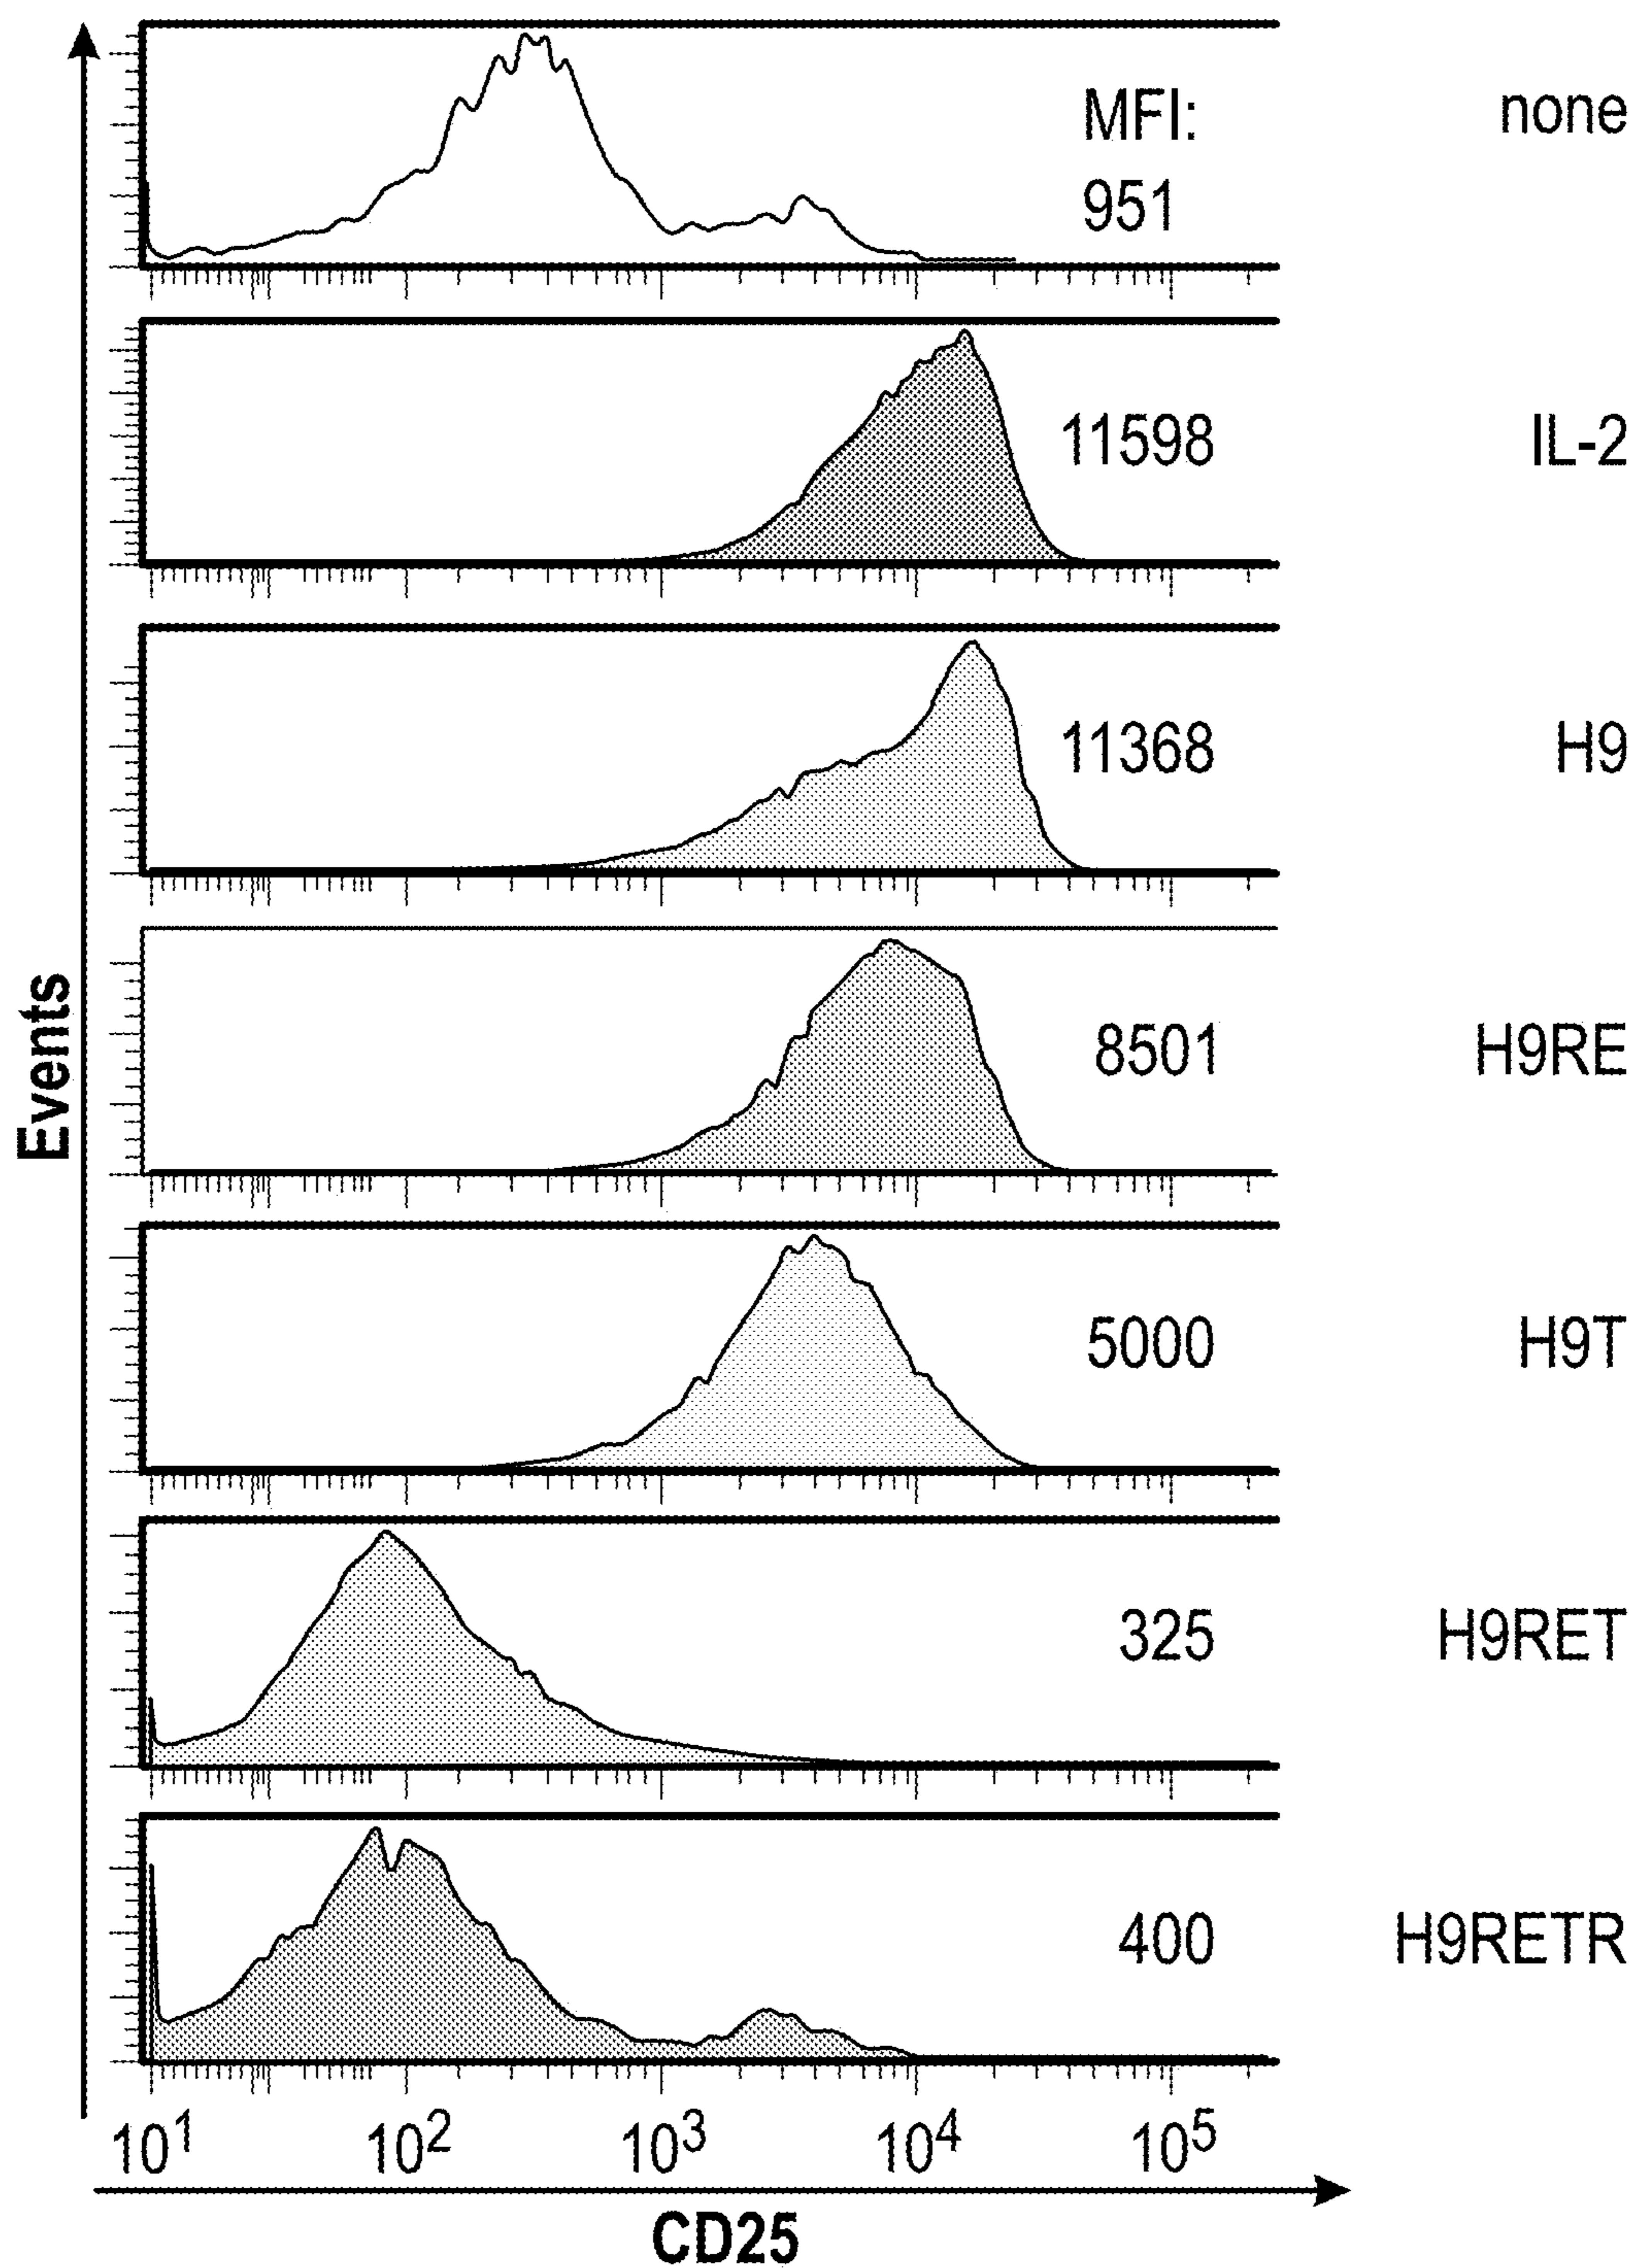 MFI:
951
none
11598
IL-2
11368
H9
8501
H9RE
5000
H9T
325
H9RET
400
H9RETR
Events
10¹ 10² 10³ 10⁴ 10⁵
CD25